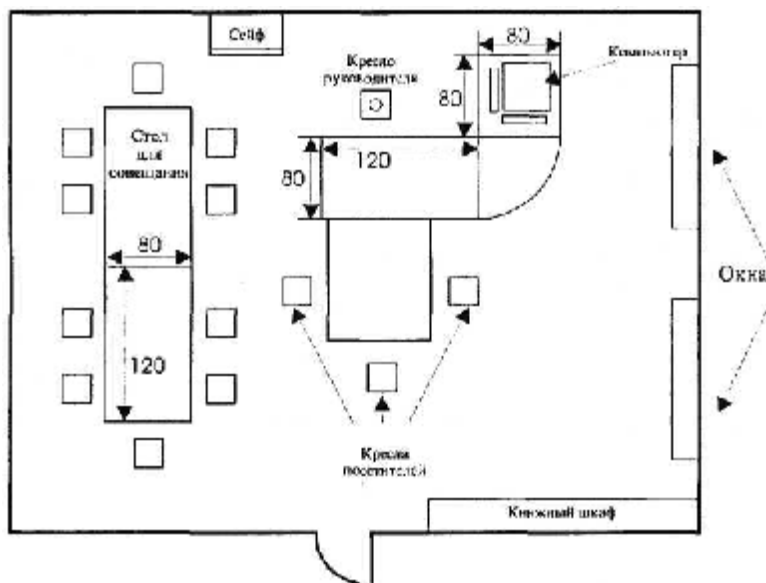 Сейф
80
Компьютер
Кресло
руководителя
80
Стол
для
совещания
80
120
80
Окна
120
Кресла
посетителей
Книжный шкаф